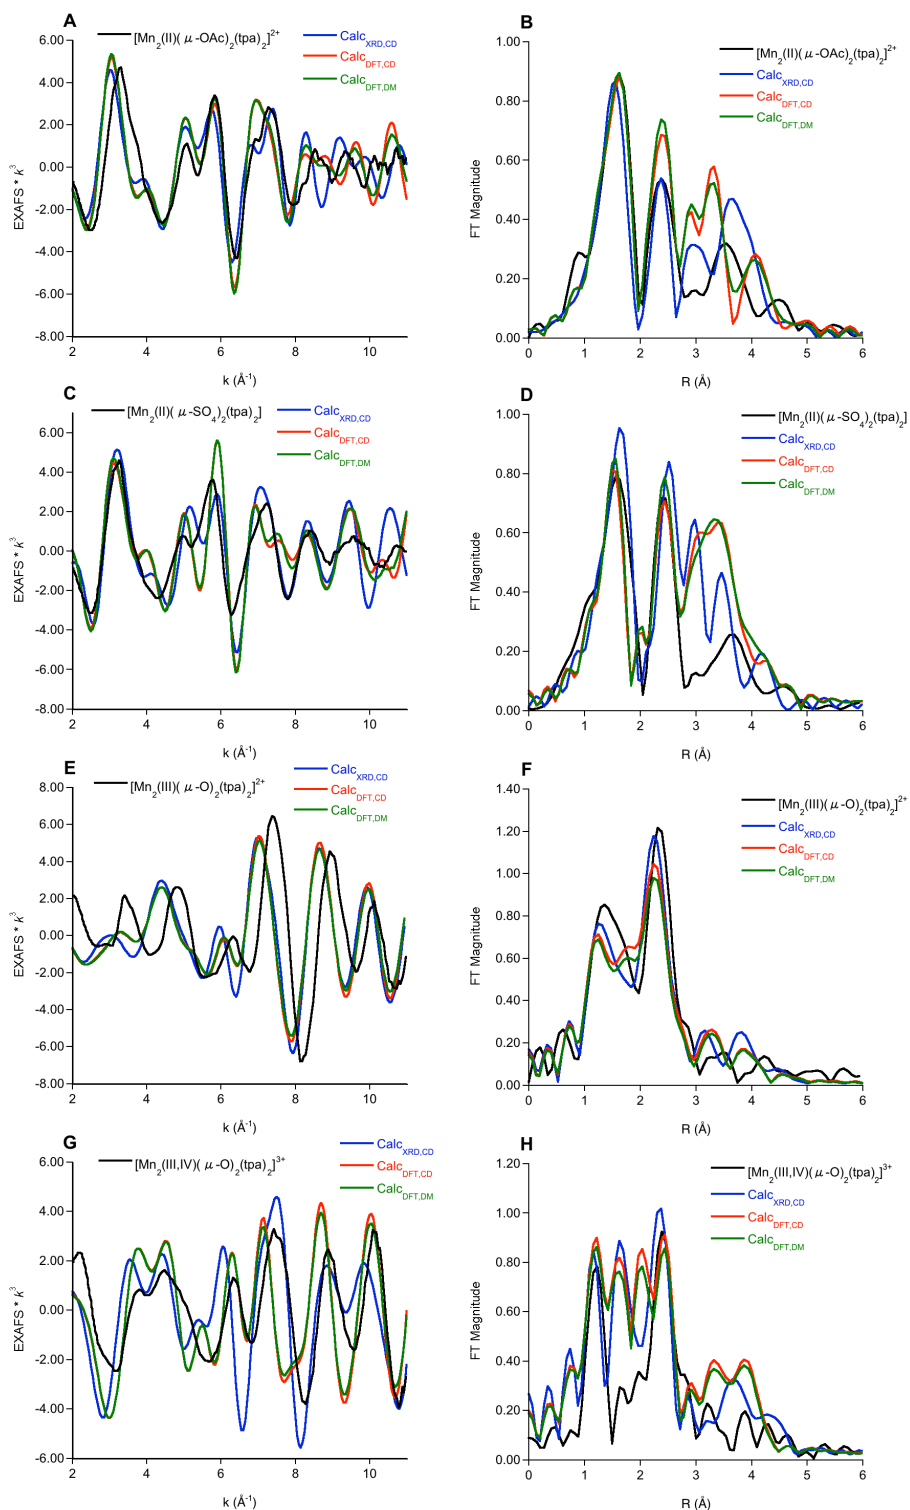 A
[Mn2(II)(μ-OAc)2(tpa)2]2+
CalcXRD,CD
CalcDFT,CD
CalcDFT,DM
6.00
4.00
2.00
0.00
-2.00
-4.00
-6.00
-8.00
EXAFS * k3
2 4 6 8 10
k (Å-1)
B
[Mn2(II)(μ-OAc)2(tpa)2]2+
CalcXRD,CD
CalcDFT,CD
CalcDFT,DM
1.00
0.80
0.60
0.40
0.20
0.00
FT Magnitude
0 1 2 3 4 5 6
R (Å)
C
[Mn2(II)(μ-SO4)2(tpa)2]
CalcXRD,CD
CalcDFT,CD
CalcDFT,DM
6.00
4.00
2.00
0.00
-2.00
-4.00
-6.00
-8.00
EXAFS * k3
2 4 6 8 10
k (Å-1)
D
[Mn2(II)(μ-SO4)2(tpa)2]
CalcXRD,CD
CalcDFT,CD
CalcDFT,DM
1.00
0.80
0.60
0.40
0.20
0.00
FT Magnitude
0 1 2 3 4 5 6
R (Å)
E
[Mn2(III)(μ-O)2(tpa)2]2+
CalcXRD,CD
CalcDFT,CD
CalcDFT,DM
8.00
6.00
4.00
2.00
0.00
-2.00
-4.00
-6.00
-8.00
EXAFS * k3
2 4 6 8 10
k (Å-1)
F
[Mn2(III)(μ-O)2(tpa)2]2+
CalcXRD,CD
CalcDFT,CD
CalcDFT,DM
1.40
1.20
1.00
0.80
0.60
0.40
0.20
0.00
FT Magnitude
0 1 2 3 4 5 6
R (Å)
G
[Mn2(III,IV)(μ-O)2(tpa)2]3+
CalcXRD,CD
CalcDFT,CD
CalcDFT,DM
6.00
4.00
2.00
0.00
-2.00
-4.00
-6.00
EXAFS * k3
2 4 6 8 10
k (Å-1)
H
[Mn2(III,IV)(μ-O)2(tpa)2]3+
CalcXRD,CD
CalcDFT,CD
CalcDFT,DM
1.20
1.00
0.80
0.60
0.40
0.20
0.00
FT Magnitude
0 1 2 3 4 5 6
R (Å)